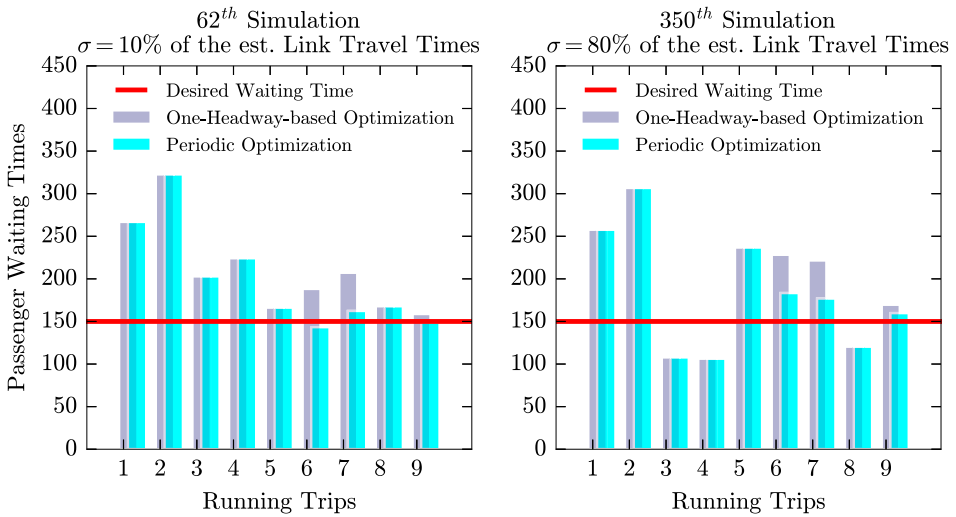 62th Simulation
σ = 10% of the est. Link Travel Times
450
400
350
300
250
200
150
100
50
0
Passenger Waiting Times
Desired Waiting Time
One-Headway-based Optimization
Periodic Optimization
1 2 3 4 5 6 7 8 9
Running Trips
350th Simulation
σ = 80% of the est. Link Travel Times
450
400
350
300
250
200
150
100
50
0
Desired Waiting Time
One-Headway-based Optimization
Periodic Optimization
1 2 3 4 5 6 7 8 9
Running Trips